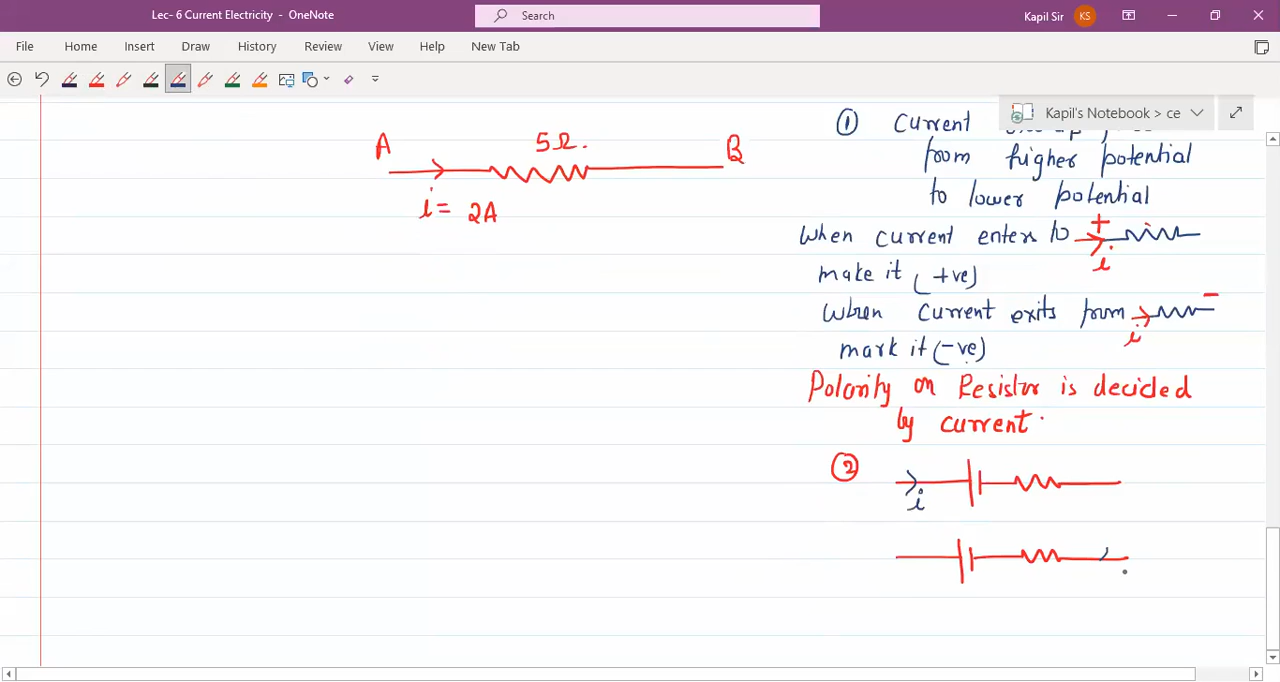 Lec- 6 Current Electricity - OneNote
Search
Kapil Sir
KS
File Home Insert Draw History Review View Help New Tab
Kapil's Notebook > ce
A
5Ω.
B
i = 2A
① Current
from higher potential
to lower potential
When current enters to
+
i
make it (+ve)
When current exits from
-
i
mark it (-ve)
Polarity on Resistor is decided
by current.
②
i